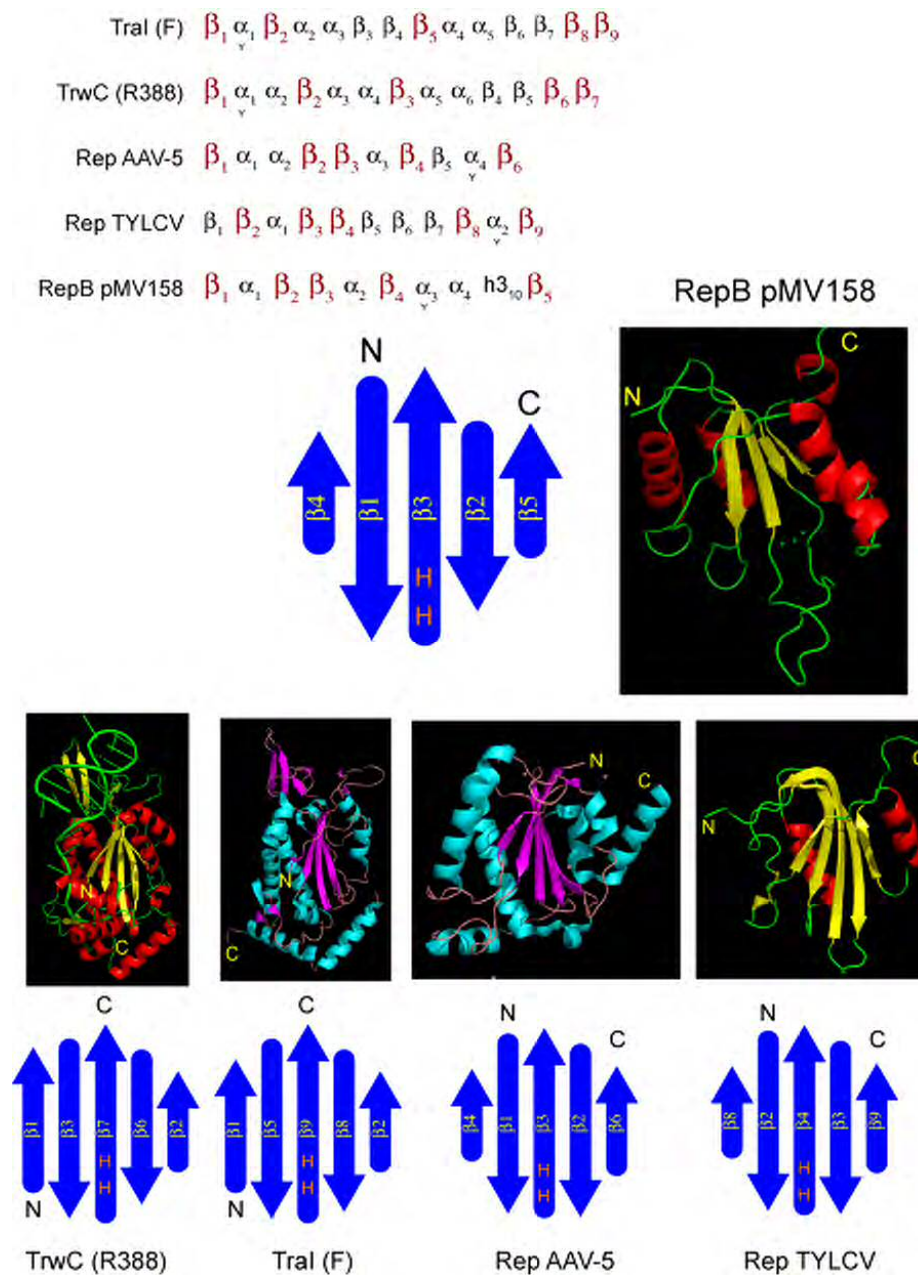 TraI (F) β1 α1 β2 α2 α3 β3 β4 β5 α4 α5 β6 β7 β8 β9
Y
TrwC (R388) β1 α1 α2 β2 α3 α4 β3 α5 α6 β4 β5 β6 β7
Y
Rep AAV-5 β1 α1 α2 β2 β3 α3 β4 β5 α4 β6
Y
Rep TYLCV β1 β2 α1 β3 β4 β5 β6 β7 β8 α2 β9
Y
RepB pMV158 β1 α1 β2 β3 α2 β4 α3 α4 h310 β5
Y
RepB pMV158
N C
β4 β1 β3 β2 β5
H
H
N C
N C
N C
N C
N C
C C N C N C
β1 β3 β7 β6 β2
H
H
N
β1 β5 β9 β8 β2
H
H
N
β4 β1 β3 β2 β6
H
H
β8 β2 β4 β3 β9
H
H
TrwC (R388) TraI (F) Rep AAV-5 Rep TYLCV